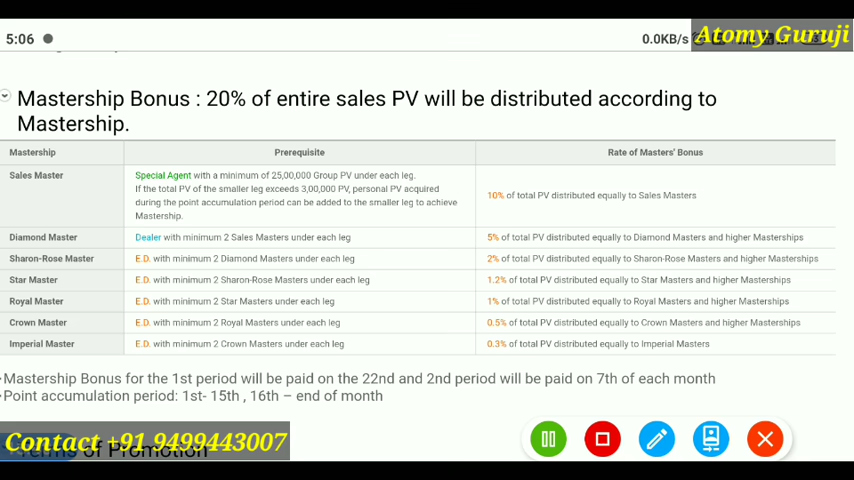 5:06
0.0KB/s
Atomy Guruji
Mastership Bonus : 20% of entire sales PV will be distributed according to
Mastership.
Mastership Prerequisite Rate of Masters' Bonus
Sales Master
Special Agent with a minimum of 25,00,000 Group PV under each leg.
If the total PV of the smaller leg exceeds 3,00,000 PV, personal PV acquired
during the point accumulation period can be added to the smaller leg to achieve
Mastership.
10% of total PV distributed equally to Sales Masters
Diamond Master Dealer with minimum 2 Sales Masters under each leg 5% of total PV distributed equally to Diamond Masters and higher Masterships
Sharon-Rose Master E.D. with minimum 2 Diamond Masters under each leg 2% of total PV distributed equally to Sharon-Rose Masters and higher Masterships
Star Master E.D. with minimum 2 Sharon-Rose Masters under each leg 1.2% of total PV distributed equally to Star Masters and higher Masterships
Royal Master E.D. with minimum 2 Star Masters under each leg 1% of total PV distributed equally to Royal Masters and higher Masterships
Crown Master E.D. with minimum 2 Royal Masters under each leg 0.5% of total PV distributed equally to Crown Masters and higher Masterships
Imperial Master E.D. with minimum 2 Crown Masters under each leg 0.3% of total PV distributed equally to Imperial Masters
Mastership Bonus for the 1st period will be paid on the 22nd and 2nd period will be paid on 7th of each month
Point accumulation period: 1st- 15th , 16th – end of month
Contact +91 9499443007
Terms of Promotion